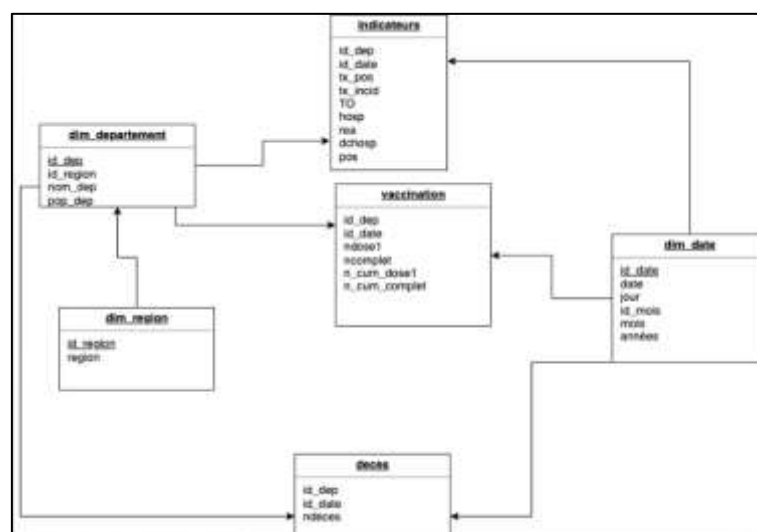 indicateurs
id_dep
id_date
tx_pos
tx_incid
TO
hosp
rea
dchosp
pos
dim_departement
id_dep
id_region
nom_dep
pop_dep
vaccination
id_dep
id_date
ndose1
ncomplet
n_cum_dose1
n_cum_complet
dim_date
id_date
date
jour
id_mois
mois
années
dim_region
id_region
region
deces
id_dep
id_date
ndeces